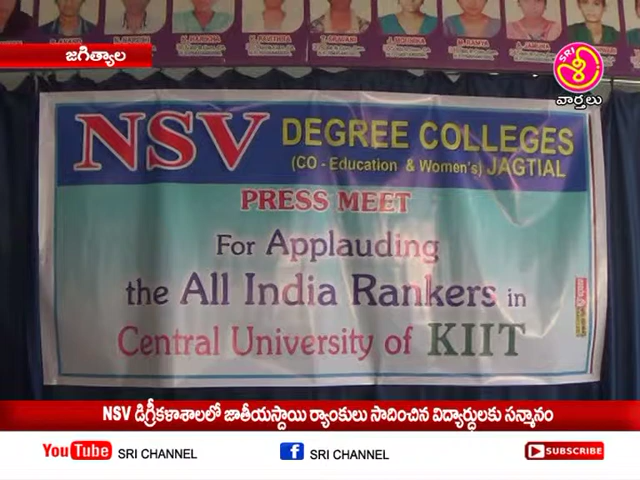 జగిత్యాల
SRI
శ్రీ
వార్తలు
NSV DEGREE COLLEGES
(CO - Education & Women's) JAGTIAL
PRESS MEET
For Applauding
the All India Rankers in
Central University of KIIT
NSV డిగ్రీకళాశాలలో జాతీయస్దాయి ర్యాంకులు సాదించిన విద్యార్ధులకు సన్మానం
YouTube SRI CHANNEL f SRI CHANNEL SUBSCRIBE